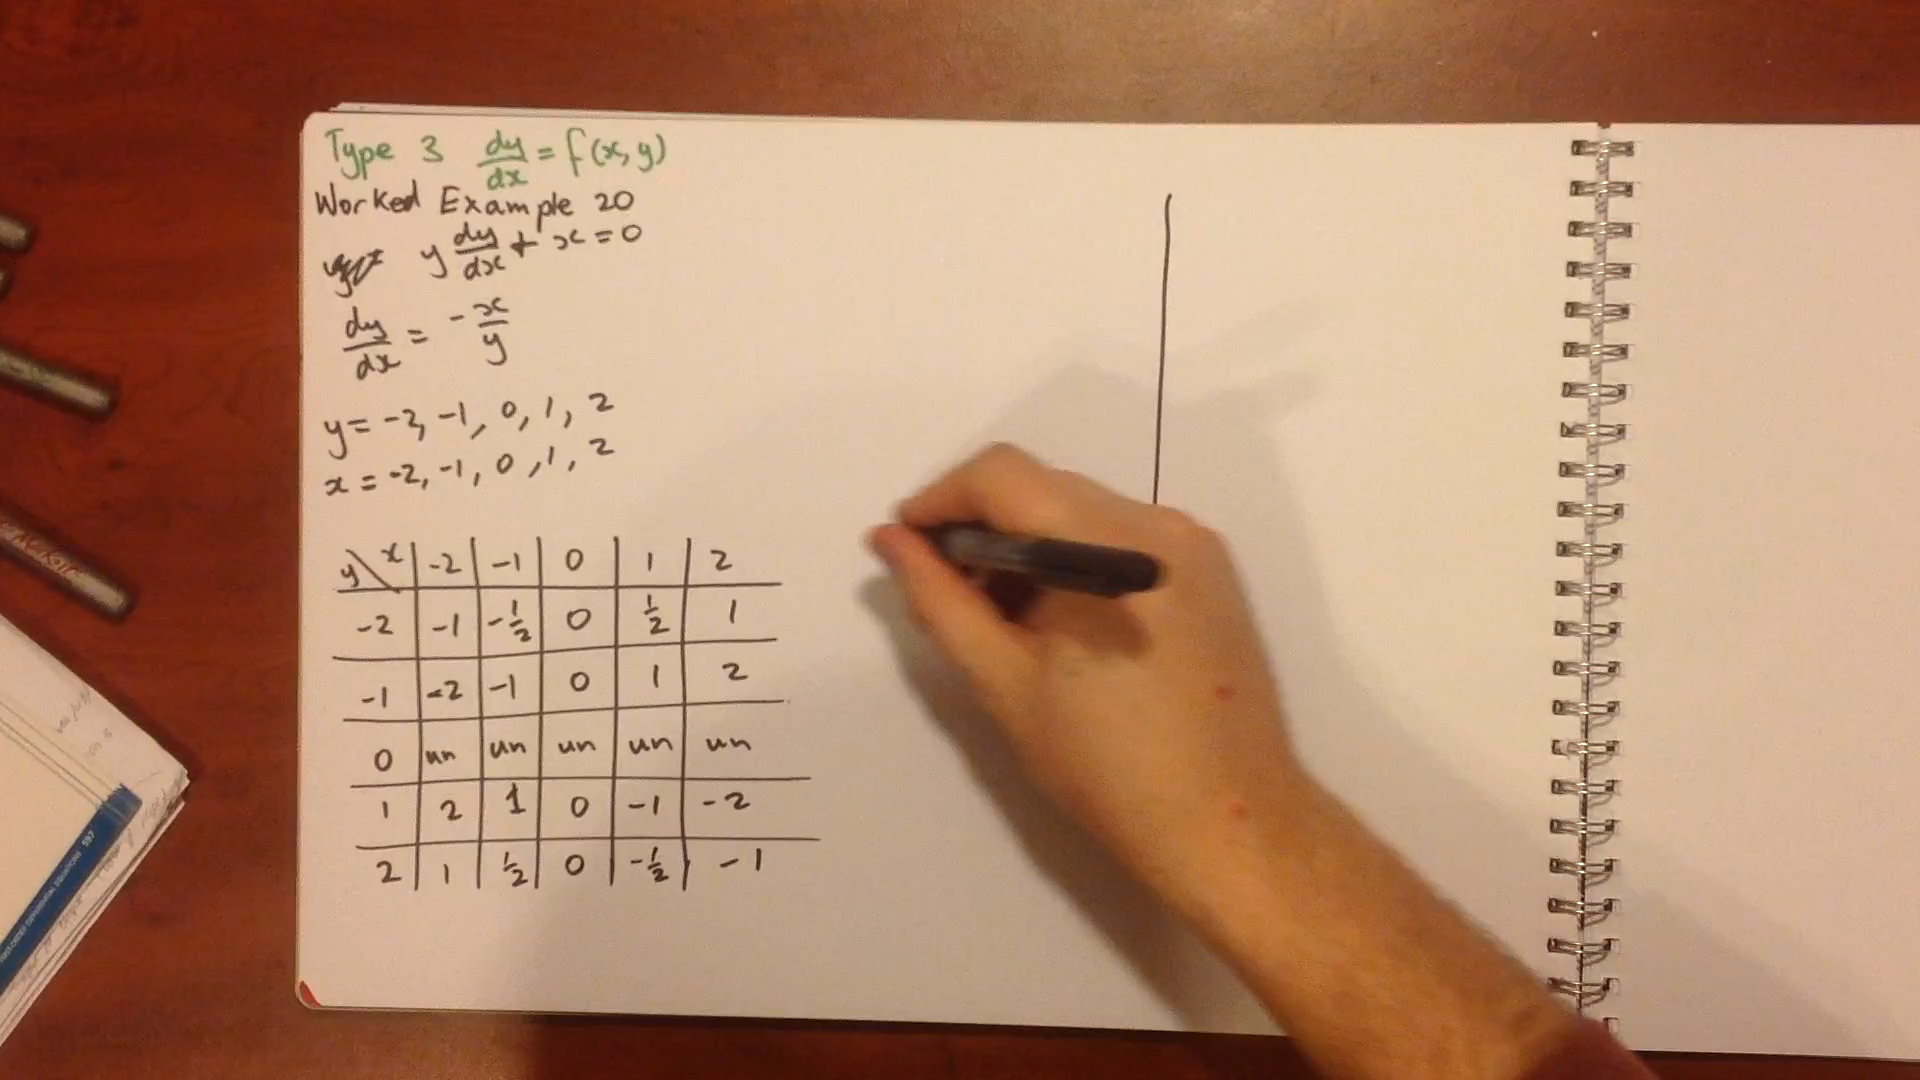 Type 3 dy/dx = f(x, y)
Worked Example 20
y dy/dx + x = 0
dy/dx = -x/y
y = -2, -1, 0, 1, 2
x = -2, -1, 0, 1, 2
y \ x -2 -1 0 1 2
-2 -1 -1/2 0 1/2 1
-1 -2 -1 0 1 2
0 un un un un un
1 2 1 0 -1 -2
2 1 1/2 0 -1/2 -1